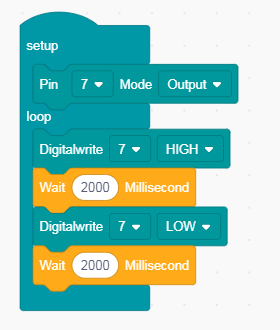 setup
Pin 7 Mode Output
loop
Digitalwrite 7 HIGH
Wait 2000 Millisecond
Digitalwrite 7 LOW
Wait 2000 Millisecond